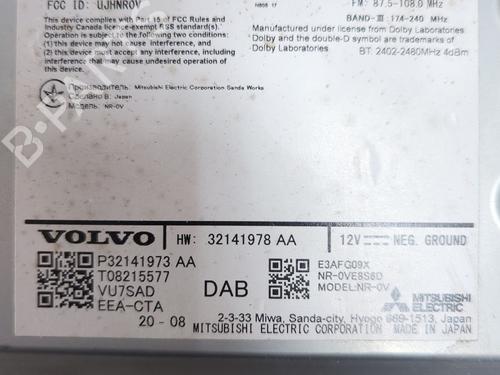 FCC ID: UJHNROV
This device complies with Part 15 of FCC Rules and
Industry Canada licence-exempt RSS standard(s).
Operation is subject to the following two conditions:
(1) this device may not cause interference, and
(2) this device must accept any interference,
including interference that may cause undesired operation of
this device.
FM: 87.5-108.0 MHz
BAND-III: 174-240 MHz
Manufactured under license from Dolby Laboratories
Dolby and the double-D symbol are trademarks of
Dolby Laboratories
BT: 2402-2480MHz 4dBm
Производитель: Mitsubishi Electric Corporation Sanda Works
Сделано в: Japan
Модель: NR-0V
VOLVO
HW: 32141978 AA
12V NEG. GROUND
P32141973 AA
T08215577
VU7SAD
EEA-CTA
20-08
DAB
E3AFG09X
NR-0VE8S6D
MODEL:NR-0V
MITSUBISHI
ELECTRIC
2-3-33 Miwa, Sanda-city, Hyogo 669-1513, Japan
MITSUBISHI ELECTRIC CORPORATION MADE IN JAPAN